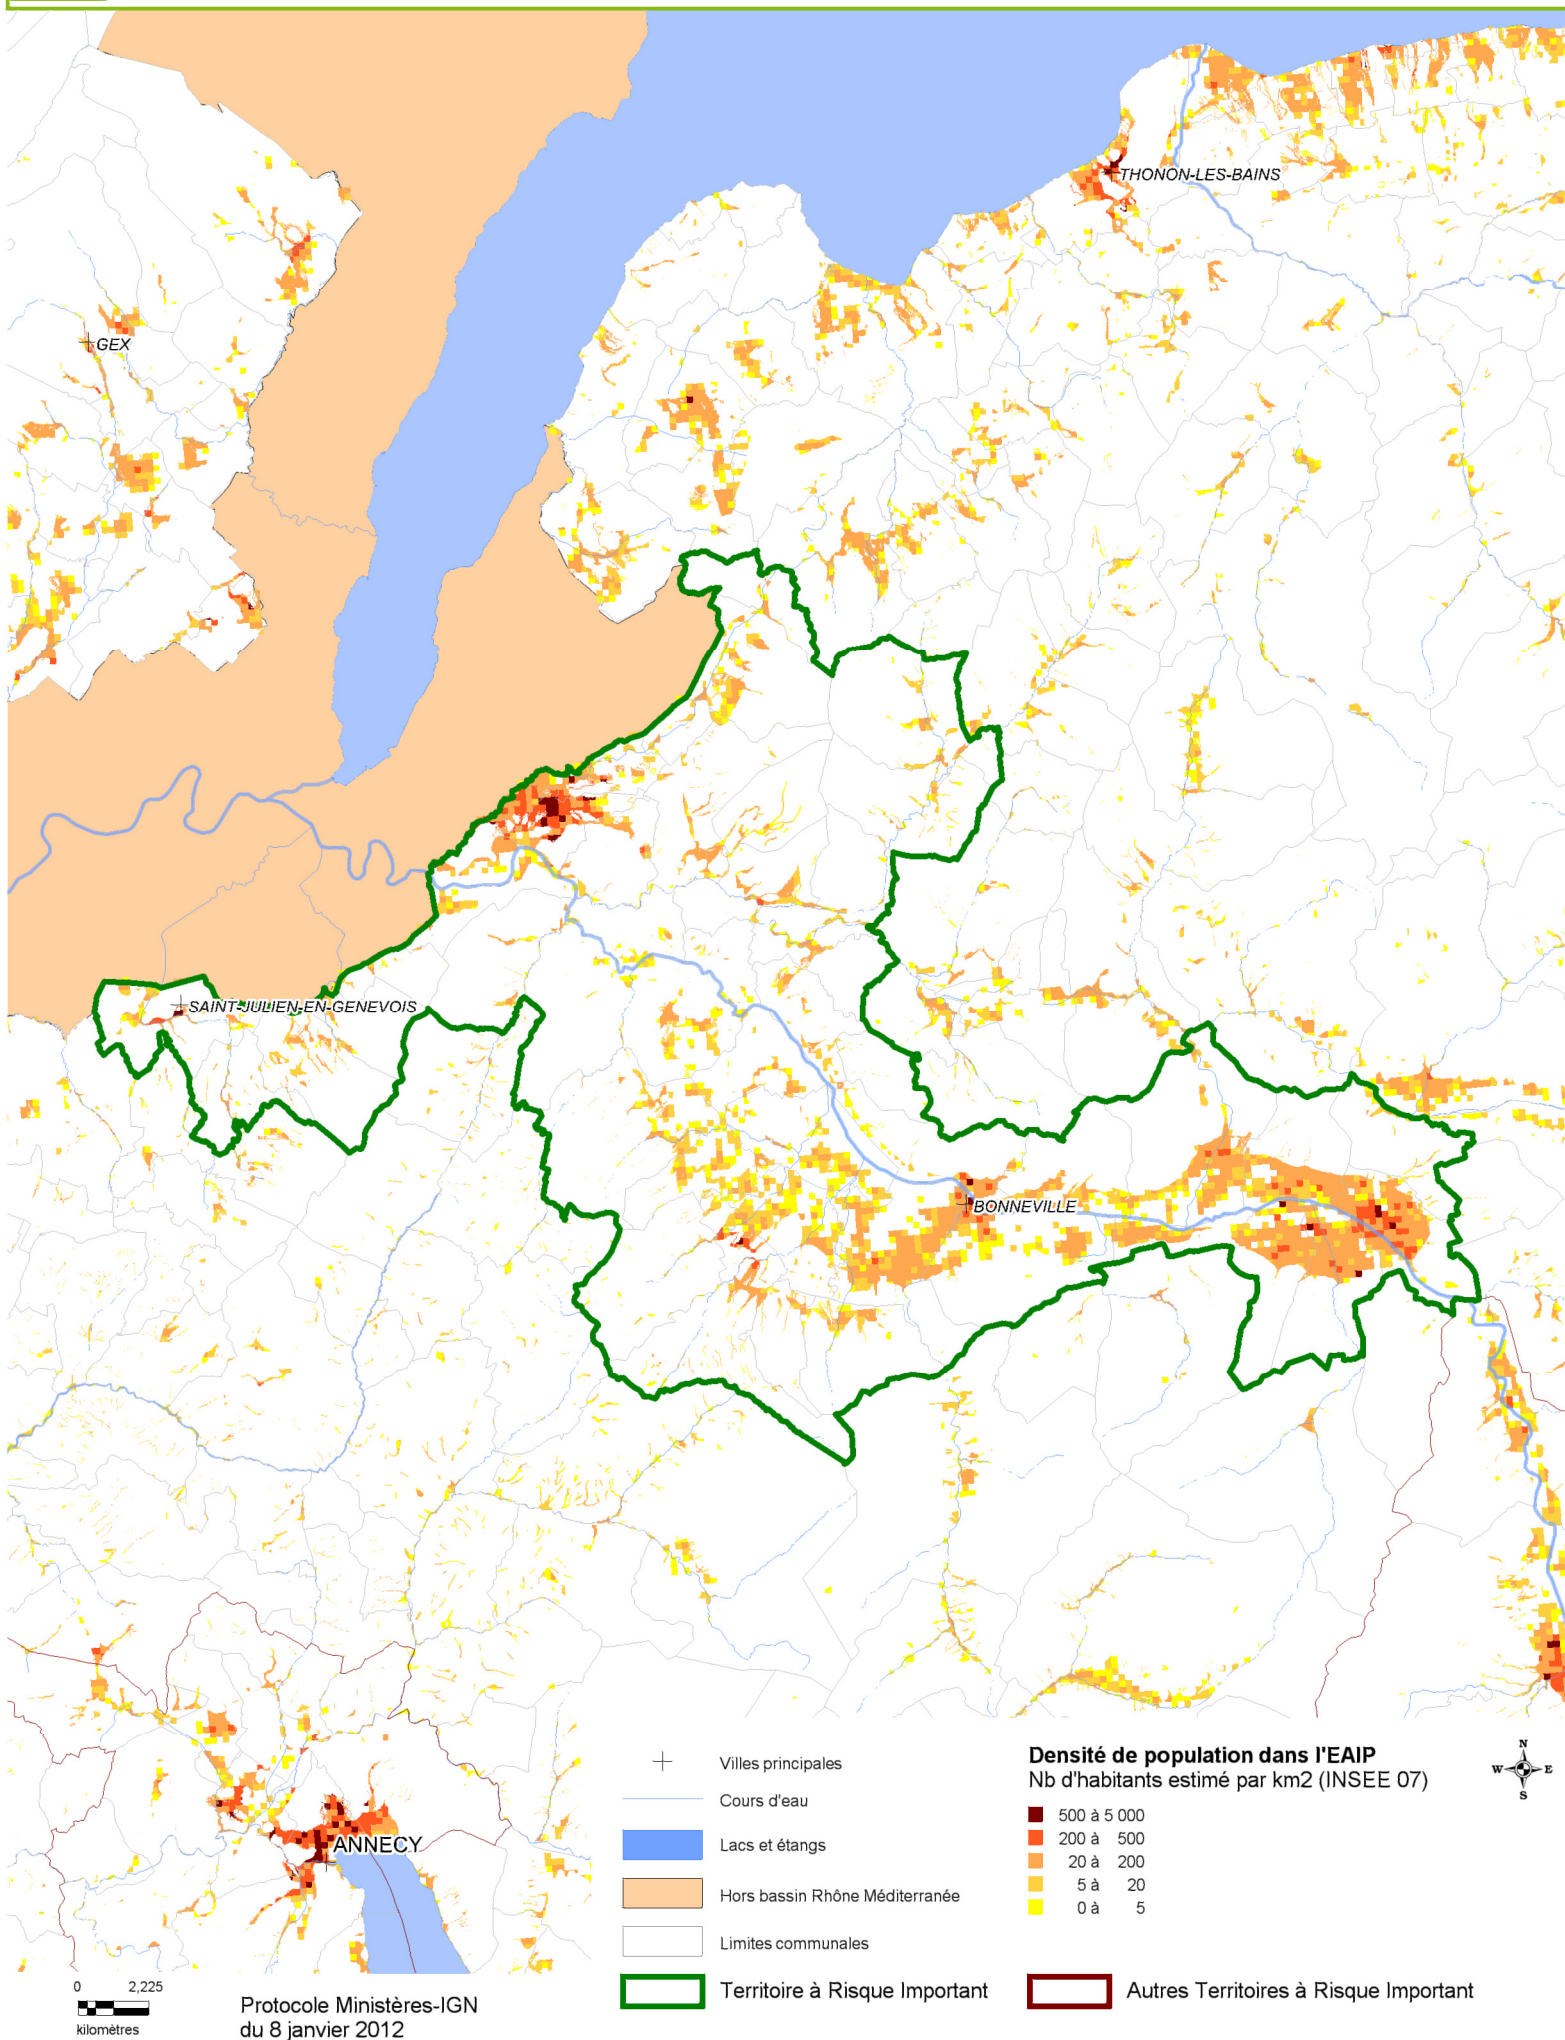 THONON-LES-BAINS
GEX
SAINT-JULIEN-EN-GENEVOIS
BONNEVILLE
ANNECY
Villes principales
Cours d'eau
Lacs et étangs
Hors bassin Rhône Méditerranée
Limites communales
Territoire à Risque Important
Densité de population dans l'EAIP
Nb d'habitants estimé par km2 (INSEE 07)
500 à 5 000
200 à 500
20 à 200
5 à 20
0 à 5
Autres Territoires à Risque Important
N
W E
S
0 2,225
kilomètres
Protocole Ministères-IGN
du 8 janvier 2012